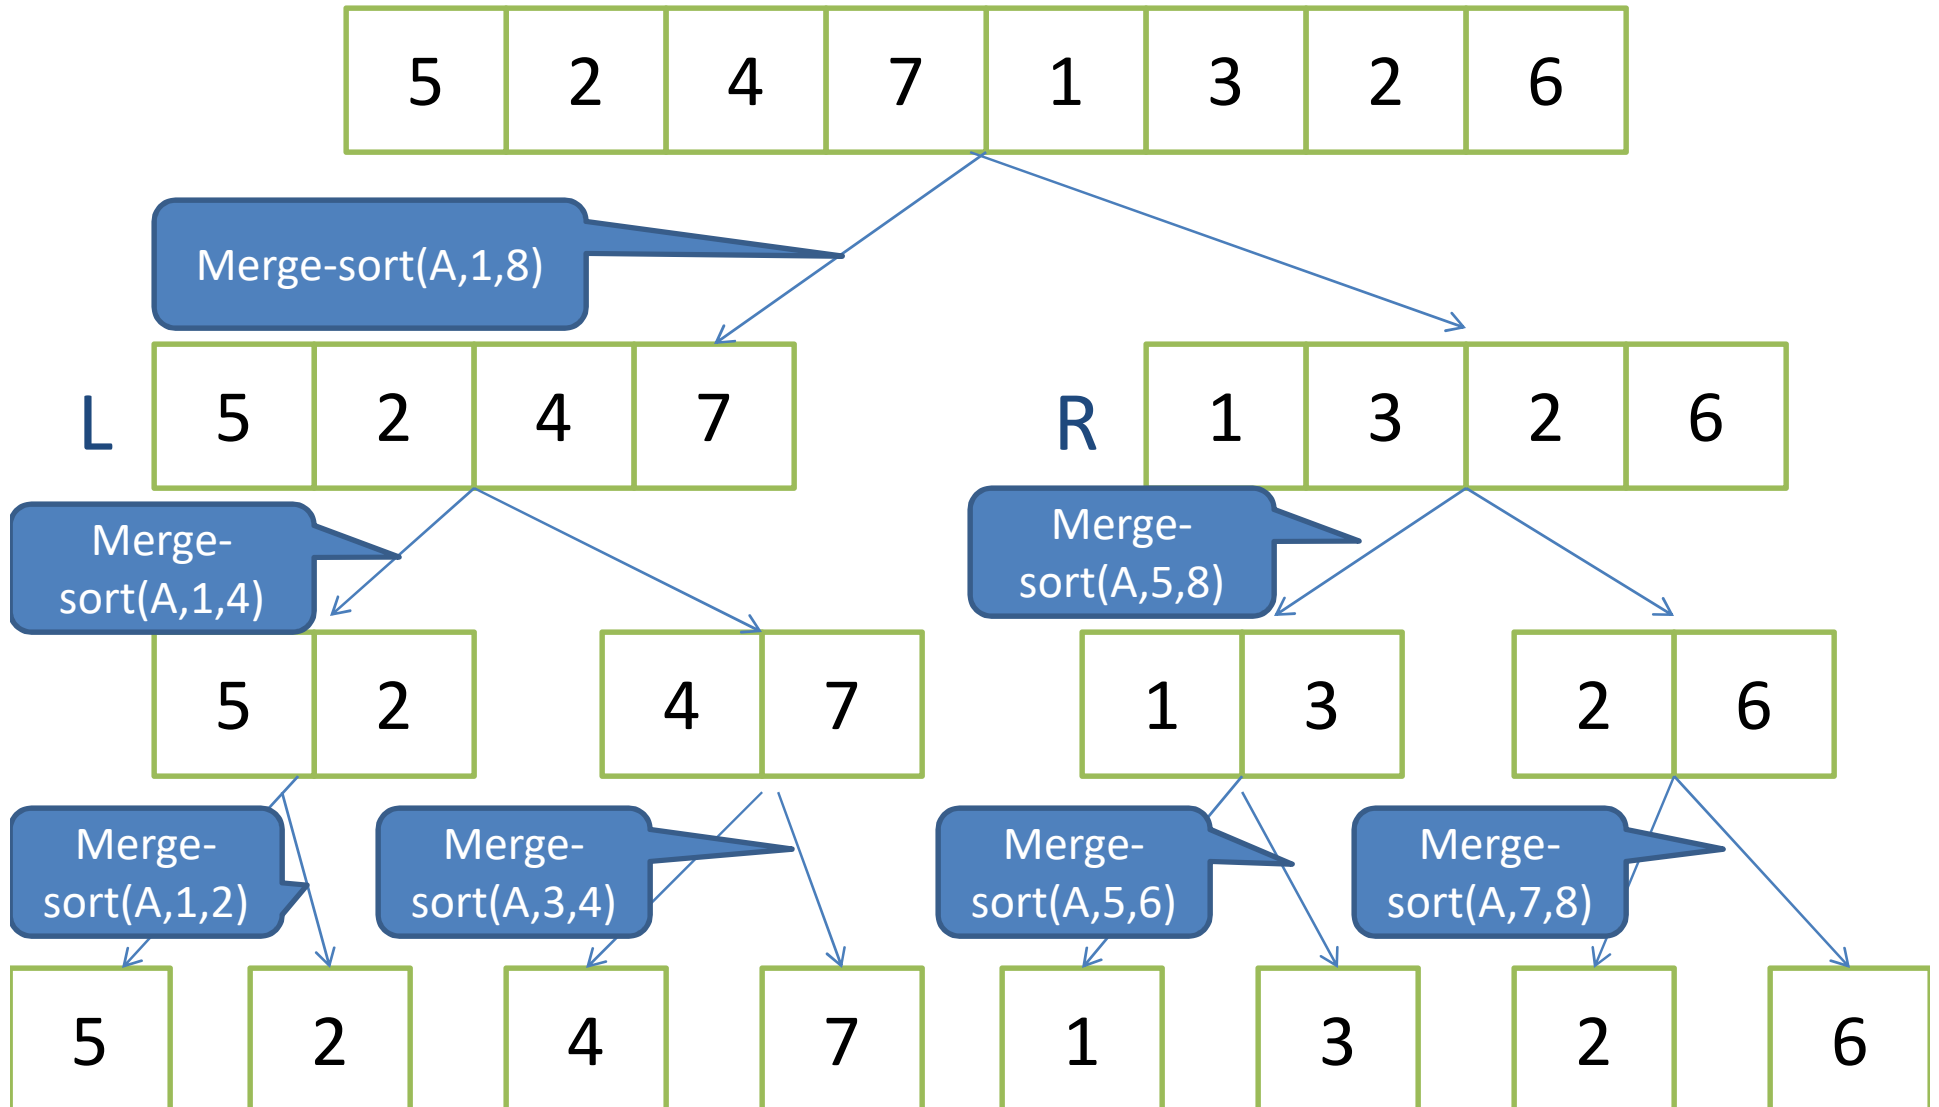 5 2 4 7 1 3 2 6
Merge-sort(A,1,8)
L 5 2 4 7 R 1 3 2 6
Merge-
sort(A,1,4)
Merge-
sort(A,5,8)
5 2 4 7 1 3 2 6
Merge-
sort(A,1,2)
Merge-
sort(A,3,4)
Merge-
sort(A,5,6)
Merge-
sort(A,7,8)
5 2 4 7 1 3 2 6